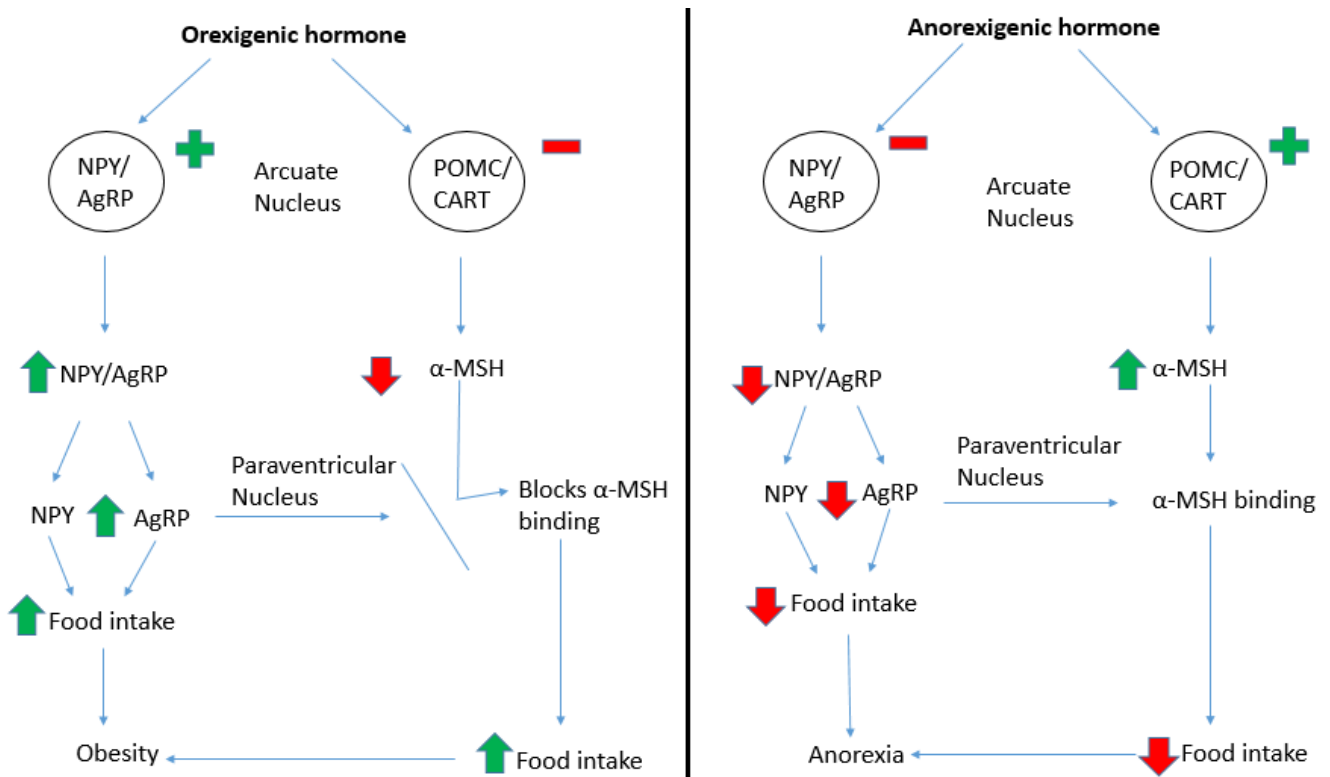 Orexigenic hormone
NPY/
AgRP
Arcuate
Nucleus
POMC/
CART
NPY/AgRP
α-MSH
Paraventricular
Nucleus
NPY
AgRP
Blocks α-MSH
binding
Food intake
Obesity
Food intake
Anorexigenic hormone
NPY/
AgRP
Arcuate
Nucleus
POMC/
CART
NPY/AgRP
α-MSH
Paraventricular
Nucleus
NPY
AgRP
α-MSH binding
Food intake
Anorexia
Food intake